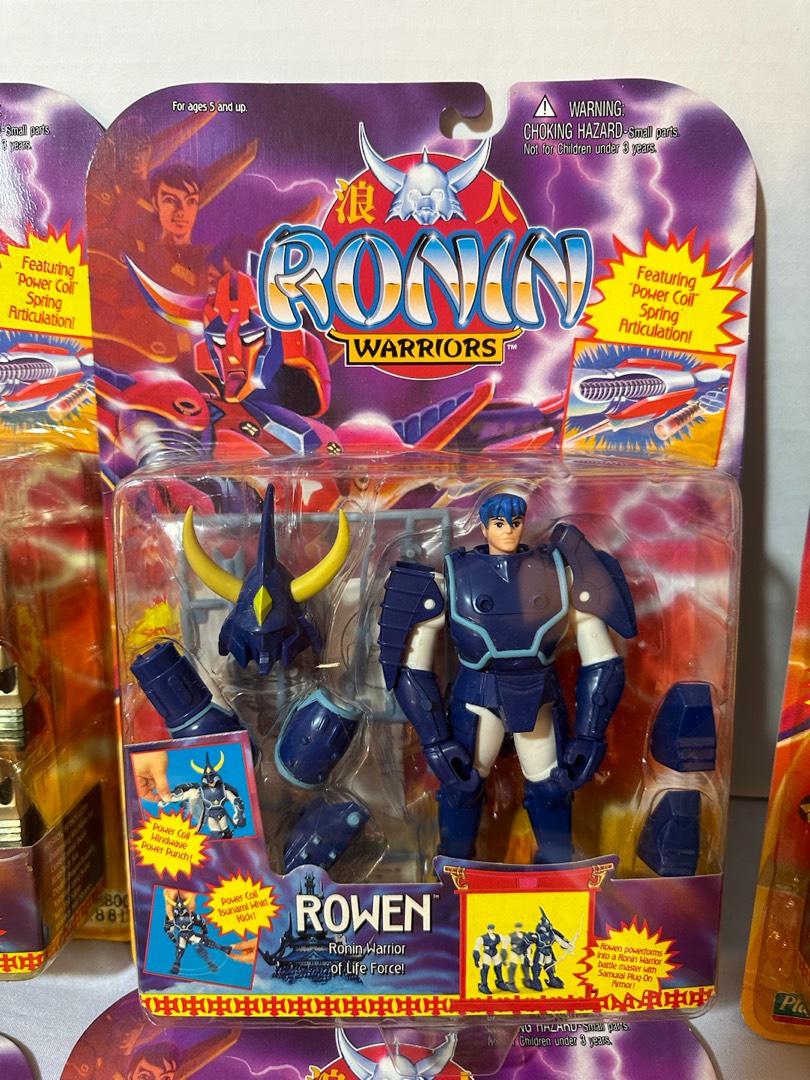 For ages 5 and up.
WARNING:
CHOKING HAZARD-Small parts.
Not for Children under 3 years.
浪 人
RONIN
WARRIORS™
Featuring
"Power Coil"
Spring
Articulation!
-Small parts.
3 years.
Featuring
"Power Coil"
Spring
Articulation!
Power Coil
Windwave
Power Punch!
Power Coil
Tsunami Whirl
Kick!
ROWEN™
Ronin Warrior
of Life Force!
Rowen powerforms
into a Ronin Warrior
battle master with
Samurai Plug-On
Armor!
HAZARD-Small parts.
Children under 3 years.